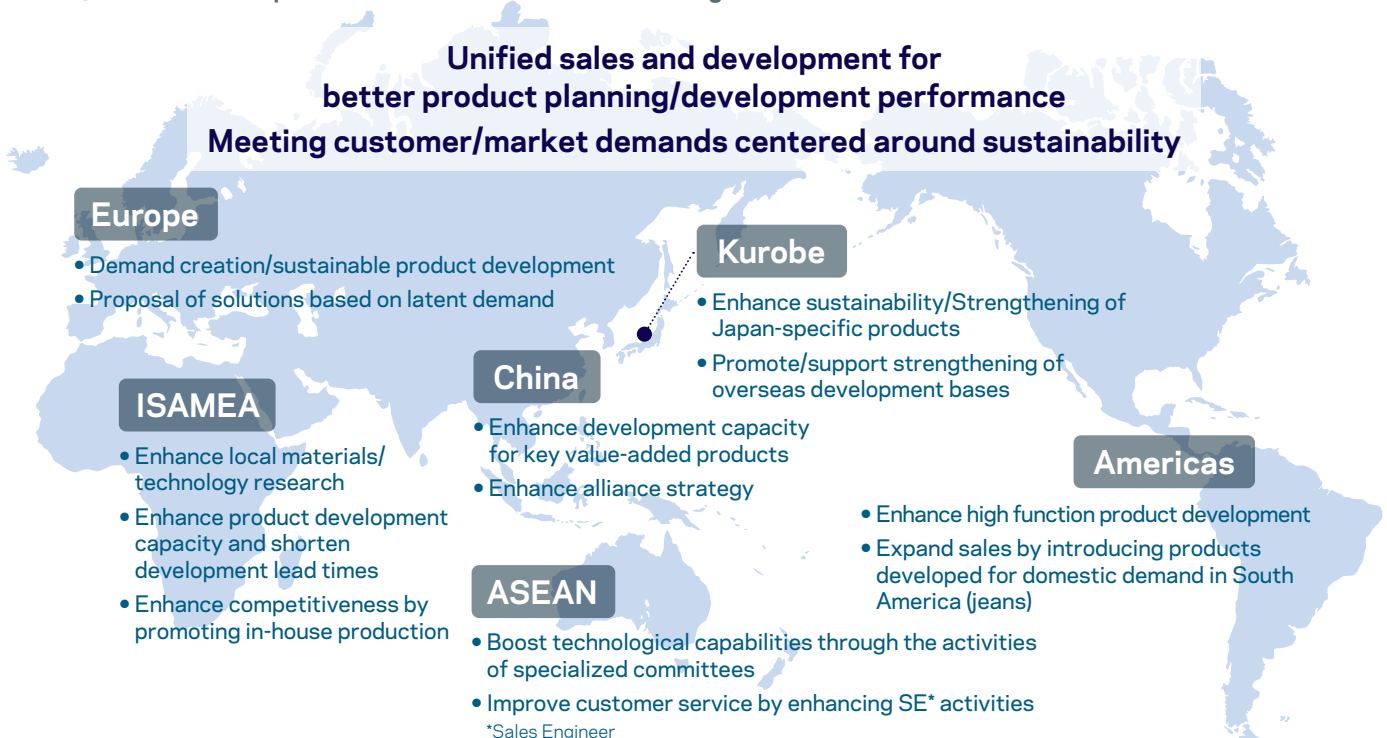 Unified sales and development for
better product planning/development performance
Meeting customer/market demands centered around sustainability
Europe
• Demand creation/sustainable product development
• Proposal of solutions based on latent demand
Kurobe
• Enhance sustainability/Strengthening of
Japan-specific products
• Promote/support strengthening of
overseas development bases
China
• Enhance development capacity
for key value-added products
• Enhance alliance strategy
ISAMEA
• Enhance local materials/
technology research
• Enhance product development
capacity and shorten
development lead times
• Enhance competitiveness by
promoting in-house production
Americas
• Enhance high function product development
• Expand sales by introducing products
developed for domestic demand in South
America (jeans)
ASEAN
• Boost technological capabilities through the activities
of specialized committees
• Improve customer service by enhancing SE* activities
*Sales Engineer